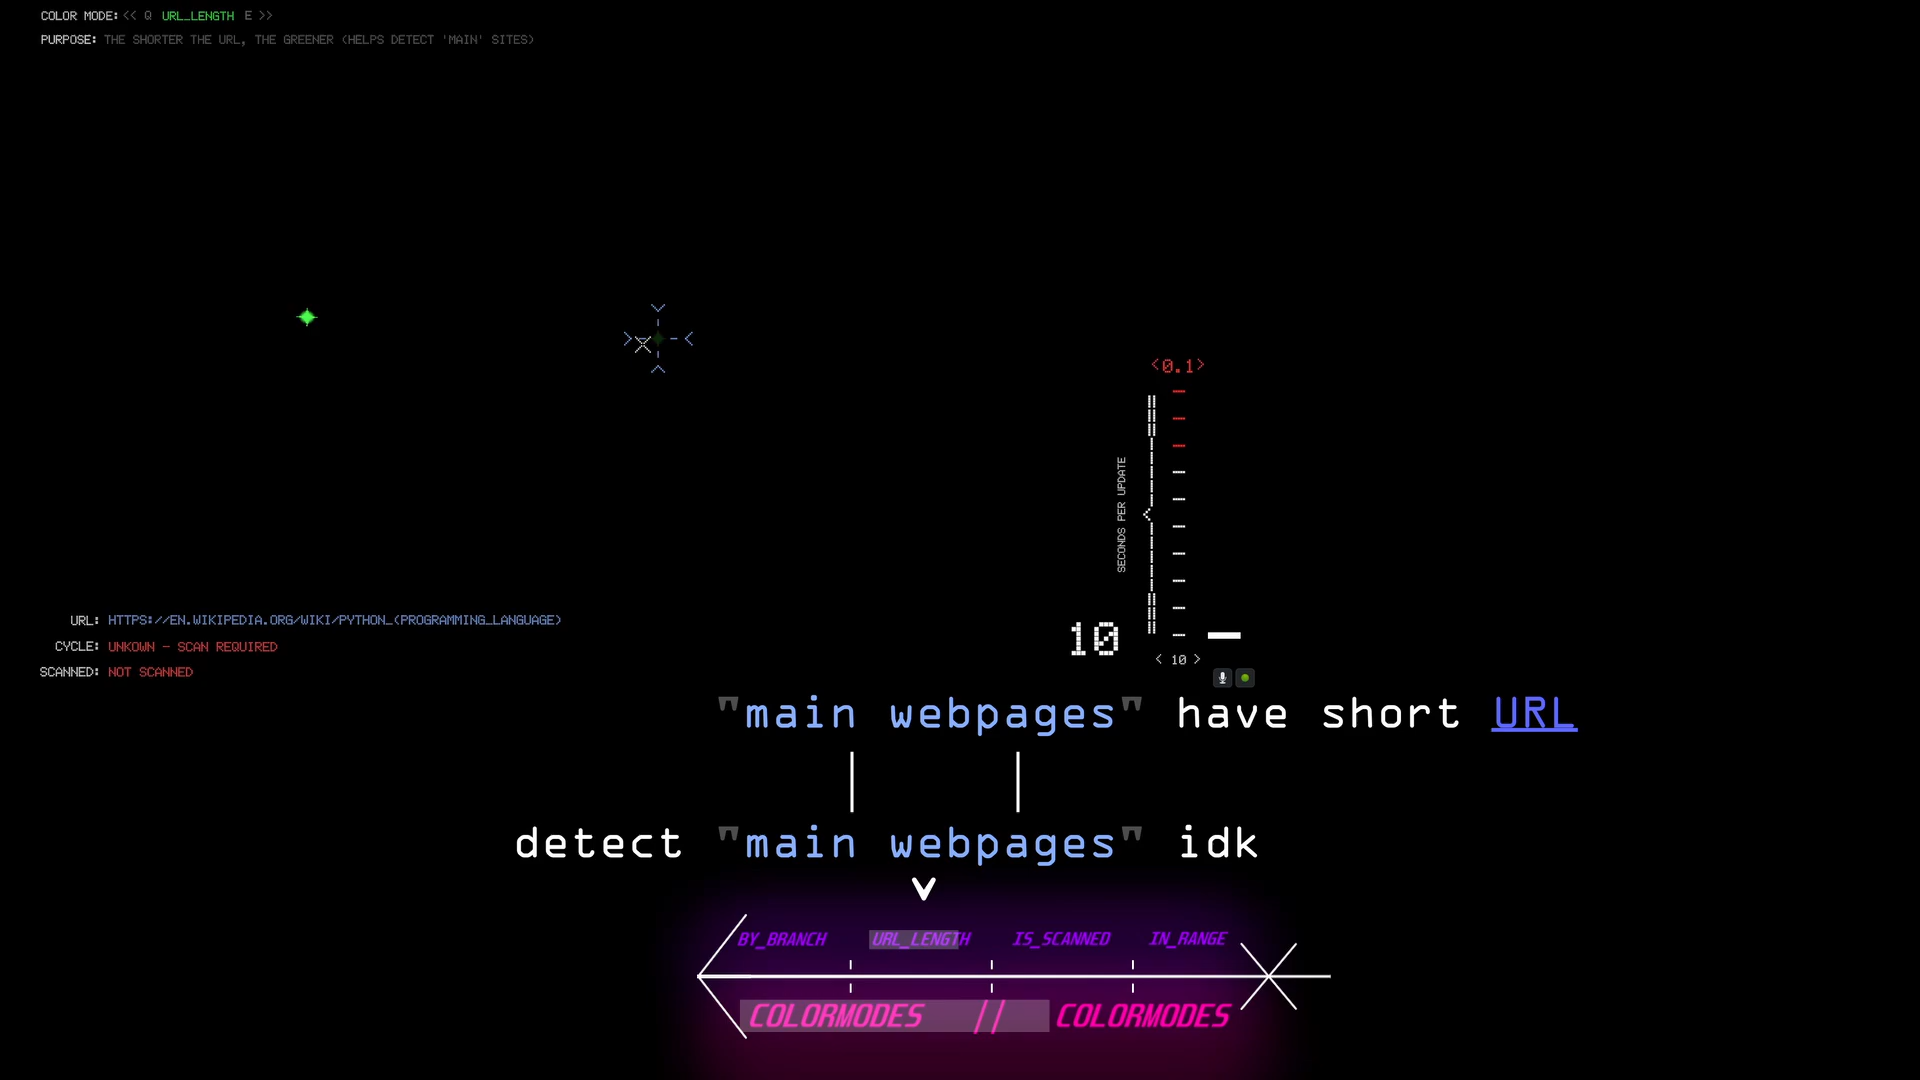 COLOR MODE: << Q URL_LENGTH E >>
PURPOSE: THE SHORTER THE URL, THE GREENER (HELPS DETECT 'MAIN' SITES)
<0.1>
SECONDS PER UPDATE
10
< 10 >
URL: HTTPS://EN.WIKIPEDIA.ORG/WIKI/PYTHON_(PROGRAMMING_LANGUAGE)
CYCLE: UNKOWN - SCAN REQUIRED
SCANNED: NOT SCANNED
"main webpages" have short URL
detect "main webpages" idk
BY_BRANCH URL_LENGTH IS_SCANNED IN_RANGE
COLORMODES // COLORMODES